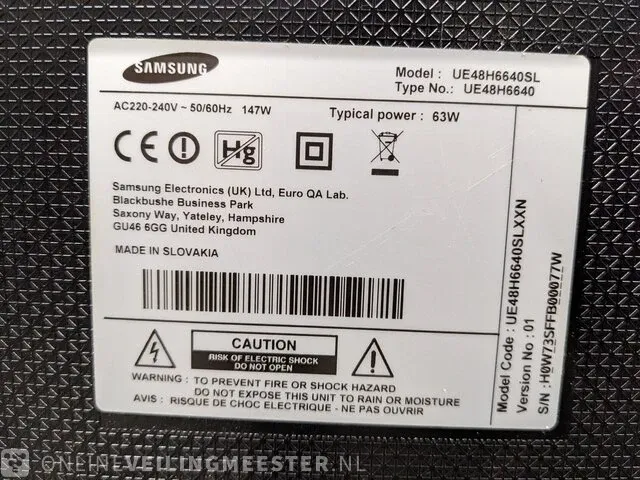 SAMSUNG
Model : UE48H6640SL
Type No.: UE48H6640
AC220-240V ~ 50/60Hz 147W
Typical power : 63W
CE
Hg
Samsung Electronics (UK) Ltd, Euro QA Lab.
Blackbushe Business Park
Saxony Way, Yateley, Hampshire
GU46 6GG United Kingdom
MADE IN SLOVAKIA
CAUTION
RISK OF ELECTRIC SHOCK
DO NOT OPEN
WARNING : TO PREVENT FIRE OR SHOCK HAZARD
DO NOT EXPOSE THIS UNIT TO RAIN OR MOISTURE
AVIS : RISQUE DE CHOC ELECTRIQUE - NE PAS OUVRIR
Model Code : UE48H6640SLXXN
Version No : 01
S/N : H0W73SFFB00077W
ONLINEVEILINGMEESTER.NL